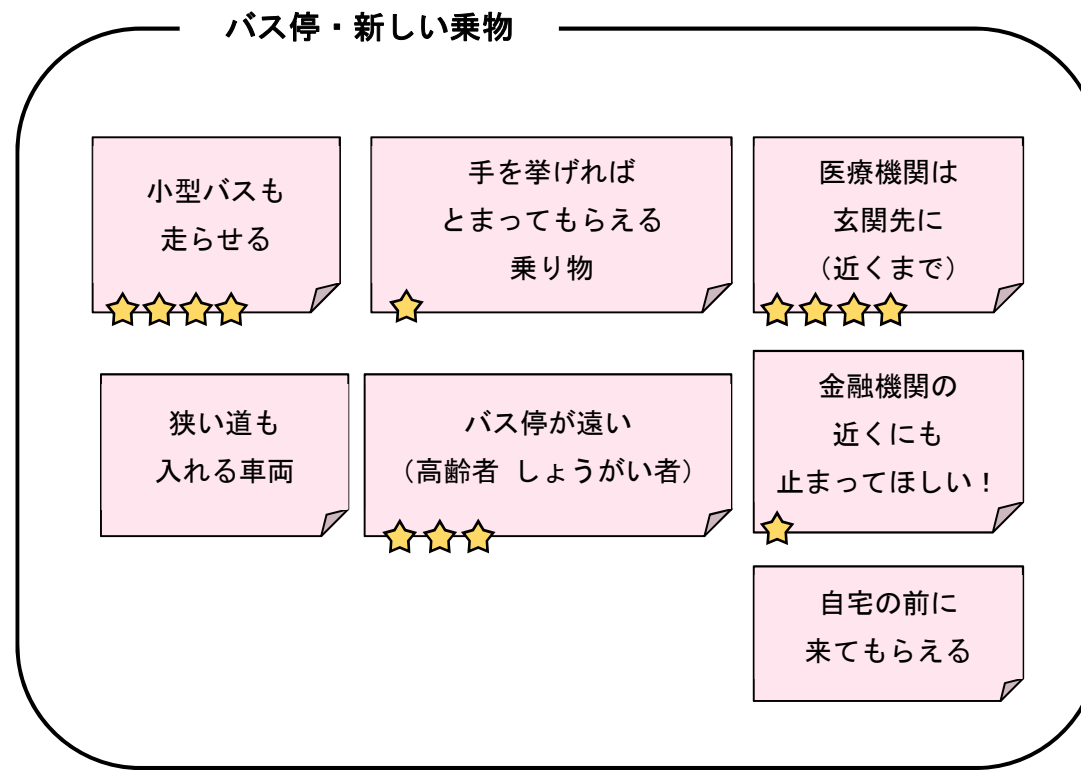 バス停・新しい乗物
小型バスも
走らせる
手を挙げれば
とまってもらえる
乗り物
医療機関は
玄関先に
（近くまで）
狭い道も
入れる車両
バス停が遠い
（高齢者 しょうがい者）
金融機関の
近くにも
止まってほしい！
自宅の前に
来てもらえる